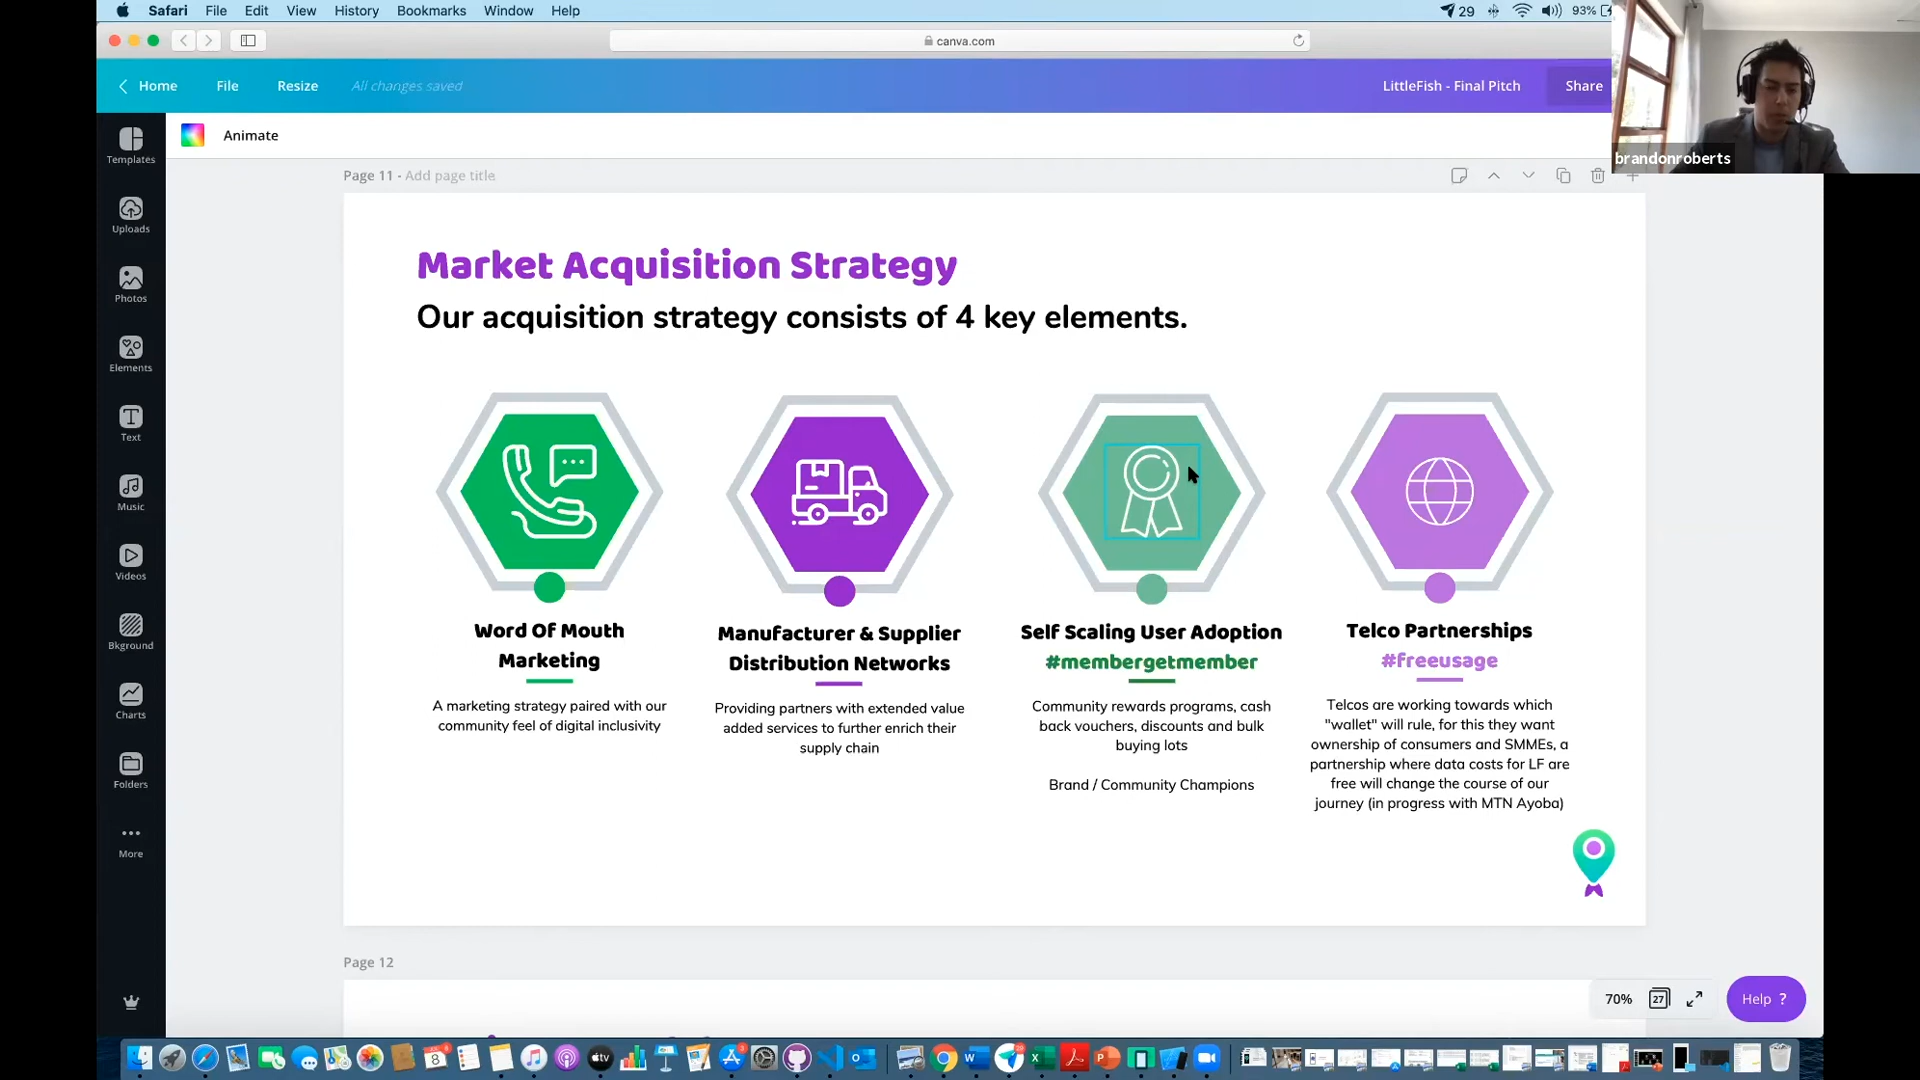 Safari File Edit View History Bookmarks Window Help
29 93%
canva.com
Home File Resize All changes saved
LittleFish - Final Pitch Share
brandonroberts
Animate
Page 11 - Add page title
Templates
Uploads
Photos
Elements
Text
Music
Videos
Bkground
Charts
Folders
More
Market Acquisition Strategy
Our acquisition strategy consists of 4 key elements.
Word Of Mouth
Marketing
A marketing strategy paired with our
community feel of digital inclusivity
Manufacturer & Supplier
Distribution Networks
Providing partners with extended value
added services to further enrich their
supply chain
Self Scaling User Adoption
#membergetmember
Community rewards programs, cash
back vouchers, discounts and bulk
buying lots
Brand / Community Champions
Telco Partnerships
#freeusage
Telcos are working towards which
"wallet" will rule, for this they want
ownership of consumers and SMMEs, a
partnership where data costs for LF are
free will change the course of our
journey (in progress with MTN Ayoba)
Page 12
70% 27
Help ?